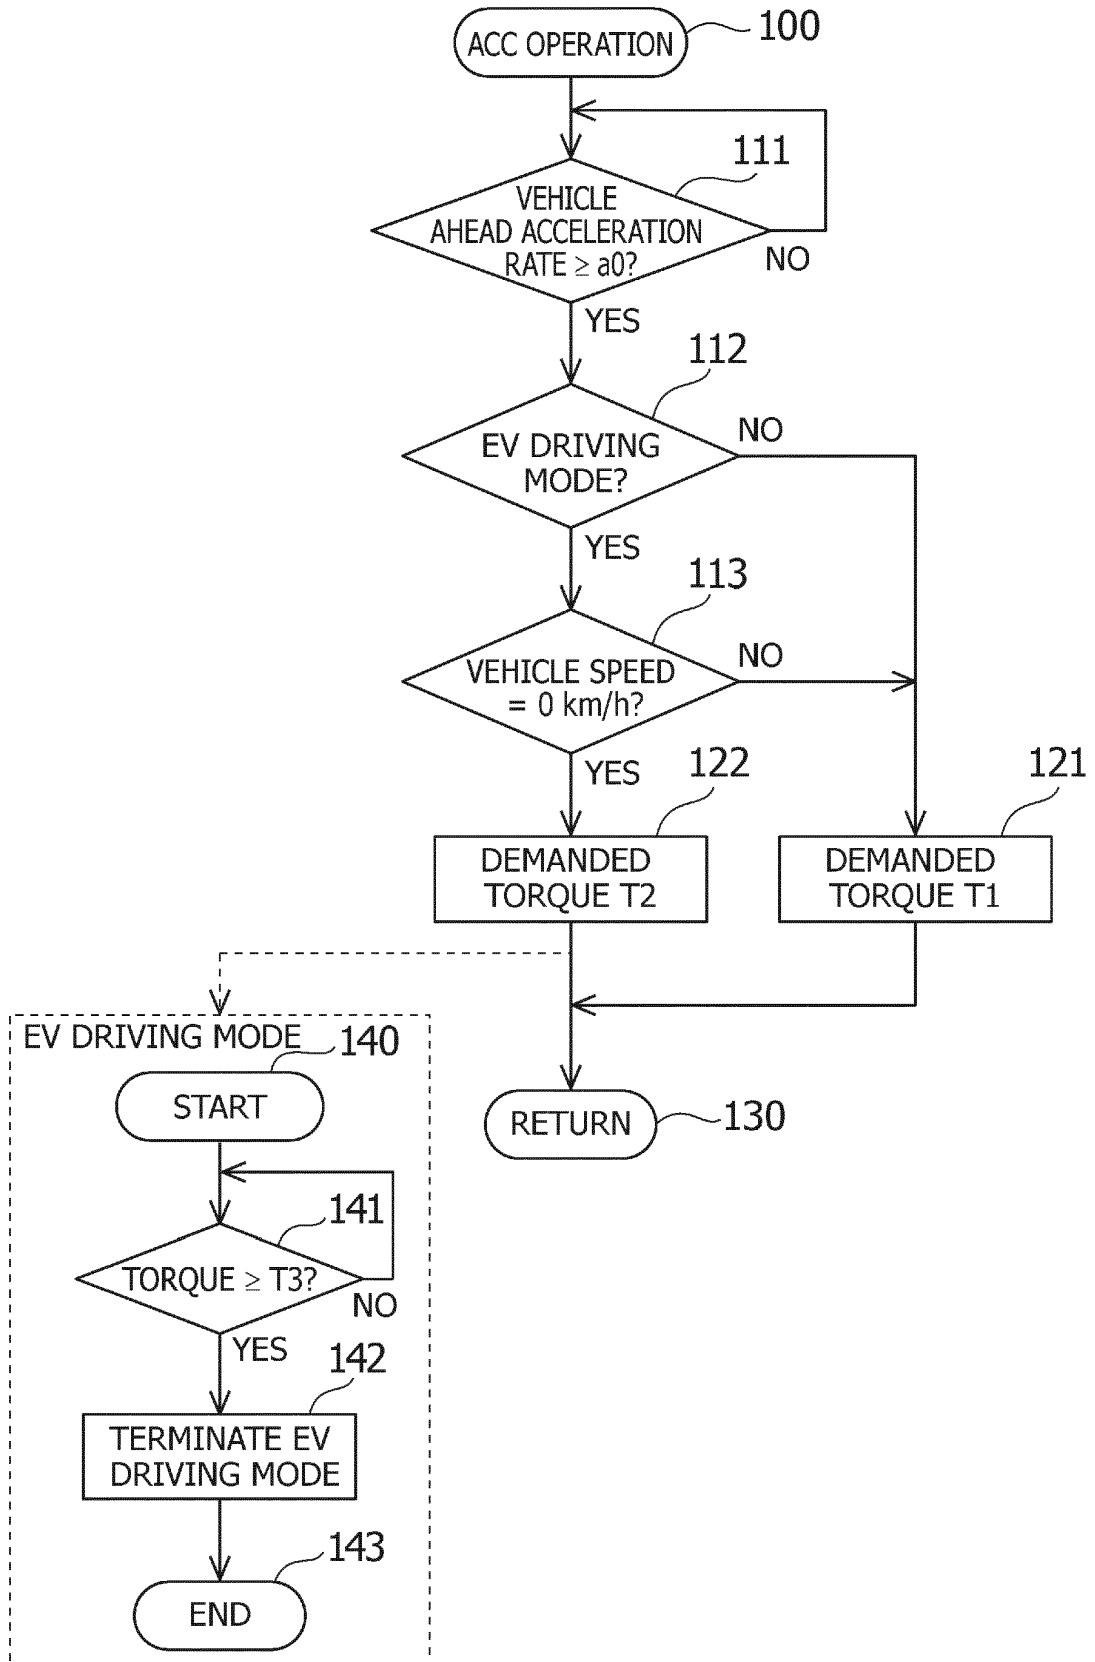 ACC OPERATION
100
111
VEHICLE
AHEAD ACCELERATION
RATE ≥ a0?
NO
YES
112
EV DRIVING
MODE?
NO
YES
113
VEHICLE SPEED
= 0 km/h?
NO
YES
122
121
DEMANDED
TORQUE T2
DEMANDED
TORQUE T1
RETURN
130
EV DRIVING MODE
140
START
141
TORQUE ≥ T3?
NO
YES
142
TERMINATE EV
DRIVING MODE
143
END